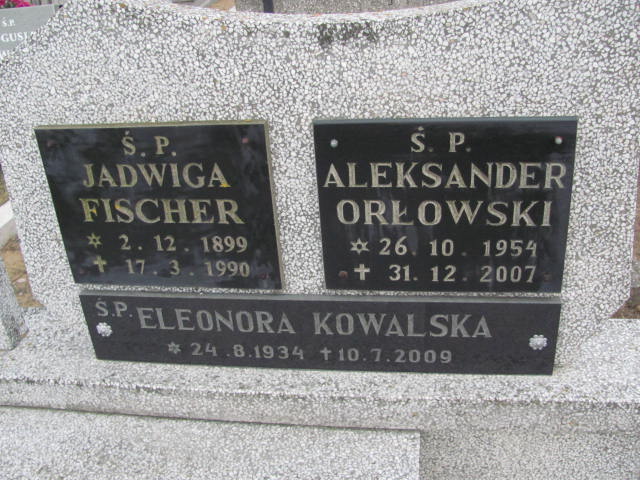 Ś.P.
Ś. P.
JADWIGA
FISCHER
✡ 2. 12. 1899
✝ 17. 3. 1990
Ś. P.
ALEKSANDER
ORŁOWSKI
✡ 26. 10. 1954
✝ 31. 12. 2007
Ś.P. ELEONORA KOWALSKA
✡ 24.8.1934 ✝ 10.7.2009